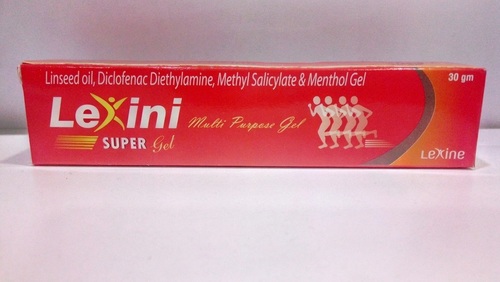 Linseed oil, Diclofenac Diethylamine, Methyl Salicylate & Menthol Gel
30 gm
Lexini
Multi Purpose Gel
SUPER Gel
Lexine